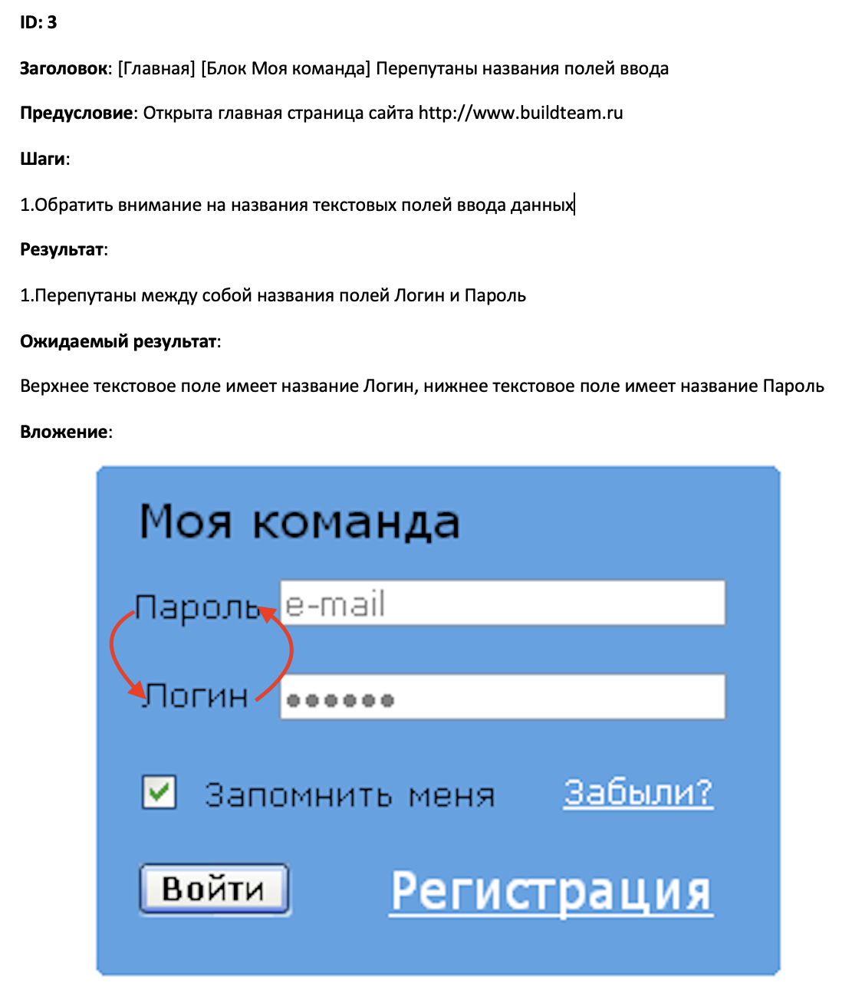 ID: 3
Заголовок: [Главная] [Блок Моя команда] Перепутаны названия полей ввода
Предусловие: Открыта главная страница сайта http://www.buildteam.ru
Шаги:
1.Обратить внимание на названия текстовых полей ввода данных
Результат:
1.Перепутаны между собой названия полей Логин и Пароль
Ожидаемый результат:
Верхнее текстовое поле имеет название Логин, нижнее текстовое поле имеет название Пароль
Вложение:
Моя команда
Пароль e-mail
Логин ••••••
Запомнить меня Забыли?
Войти Регистрация